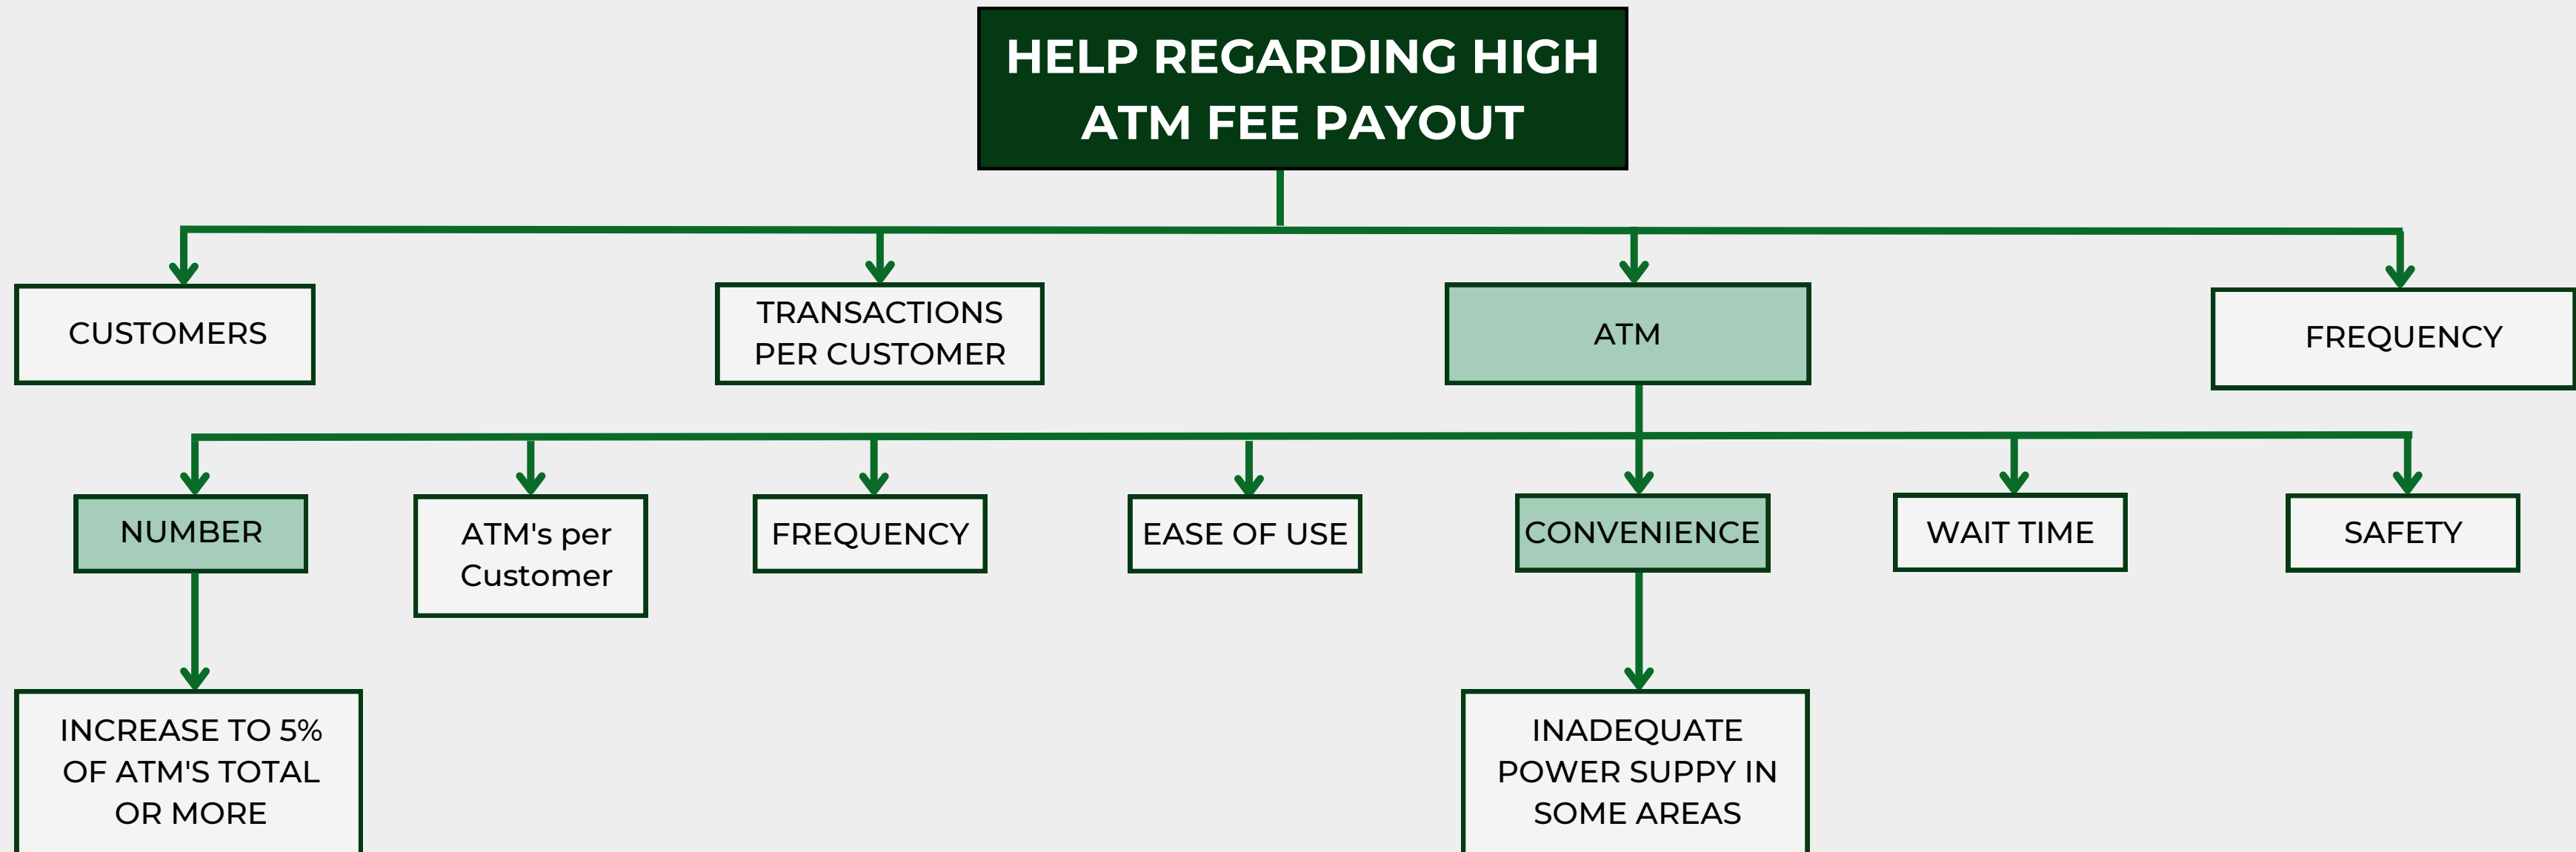 HELP REGARDING HIGH
ATM FEE PAYOUT
CUSTOMERS
TRANSACTIONS
PER CUSTOMER
ATM
FREQUENCY
NUMBER
ATM's per
Customer
FREQUENCY
EASE OF USE
CONVENIENCE
WAIT TIME
SAFETY
INCREASE TO 5%
OF ATM'S TOTAL
OR MORE
INADEQUATE
POWER SUPPY IN
SOME AREAS